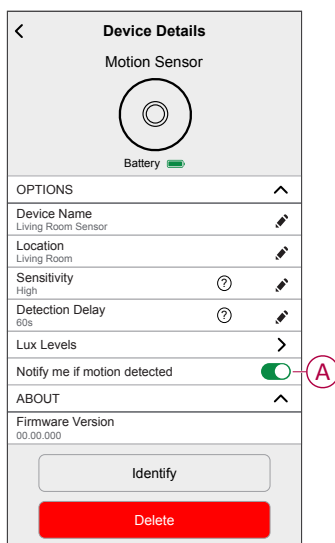 Device Details
Motion Sensor
Battery
OPTIONS
Device Name
Living Room Sensor
Location
Living Room
Sensitivity
High
?
Detection Delay
60s
?
Lux Levels
Notify me if motion detected
A
ABOUT
Firmware Version
00.00.000
Identify
Delete